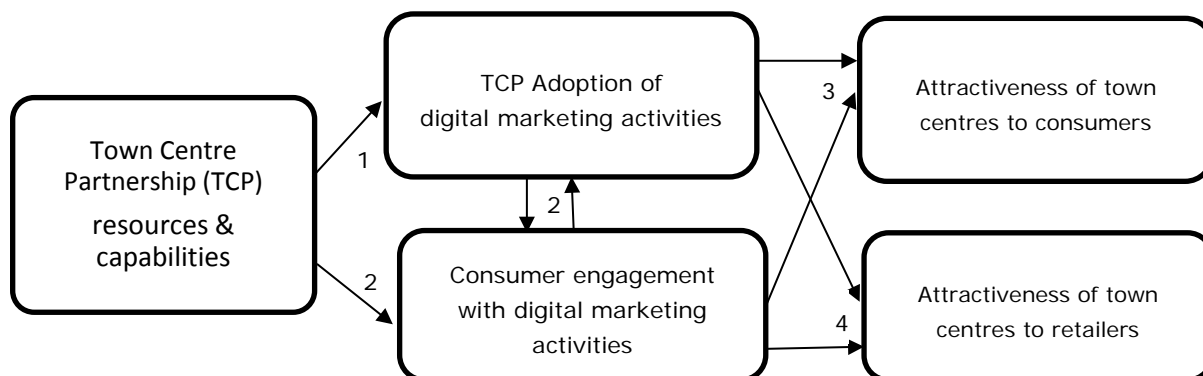 Town Centre
Partnership (TCP)
resources &
capabilities
1
2
TCP Adoption of
digital marketing activities
2
Consumer engagement
with digital marketing
activities
3
4
Attractiveness of town
centres to consumers
Attractiveness of town
centres to retailers